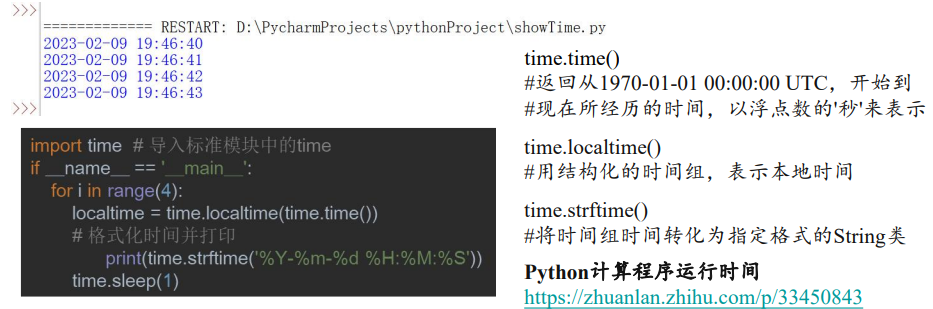 >>>
============= RESTART: D:\PycharmProjects\pythonProject\showTime.py
2023-02-09 19:46:40
2023-02-09 19:46:41
2023-02-09 19:46:42
2023-02-09 19:46:43
>>>
import time # 导入标准模块中的time
if __name__ == '__main__':
for i in range(4):
localtime = time.localtime(time.time())
# 格式化时间并打印
print(time.strftime('%Y-%m-%d %H:%M:%S'))
time.sleep(1)
time.time()
#返回从1970-01-01 00:00:00 UTC，开始到
#现在所经历的时间，以浮点数的'秒'来表示
time.localtime()
#用结构化的时间组，表示本地时间
time.strftime()
#将时间组时间转化为指定格式的String类
Python计算程序运行时间
https://zhuanlan.zhihu.com/p/33450843